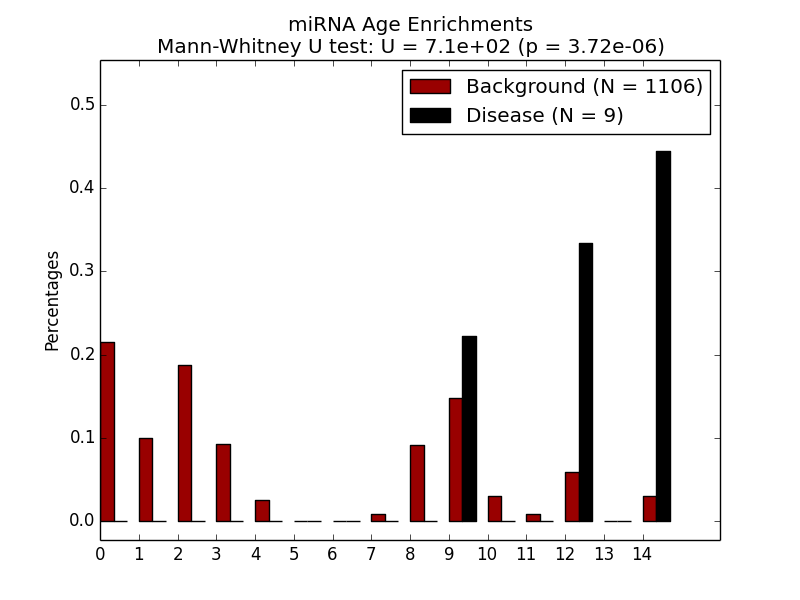 miRNA Age Enrichments
Mann-Whitney U test: U = 7.1e+02 (p = 3.72e-06)
Background (N = 1106)
Disease (N = 9)
Percentages
0.5
0.4
0.3
0.2
0.1
0.0
0 1 2 3 4 5 6 7 8 9 10 11 12 13 14